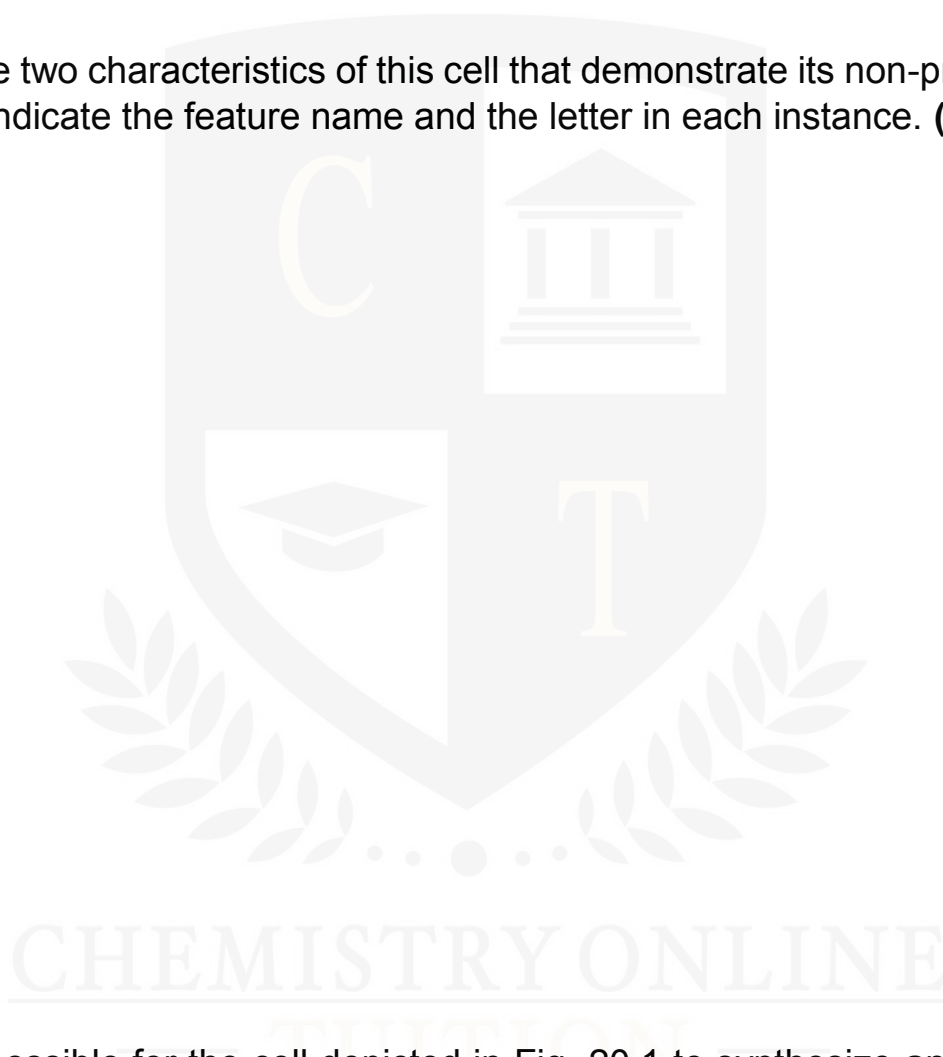 e two characteristics of this cell that demonstrate its non-p
ndicate the feature name and the letter in each instance. (
C
T
CHEMISTRY ONLINE
TUITION
ossible for the cell depicted in Fig. 20.1 to synthesize an